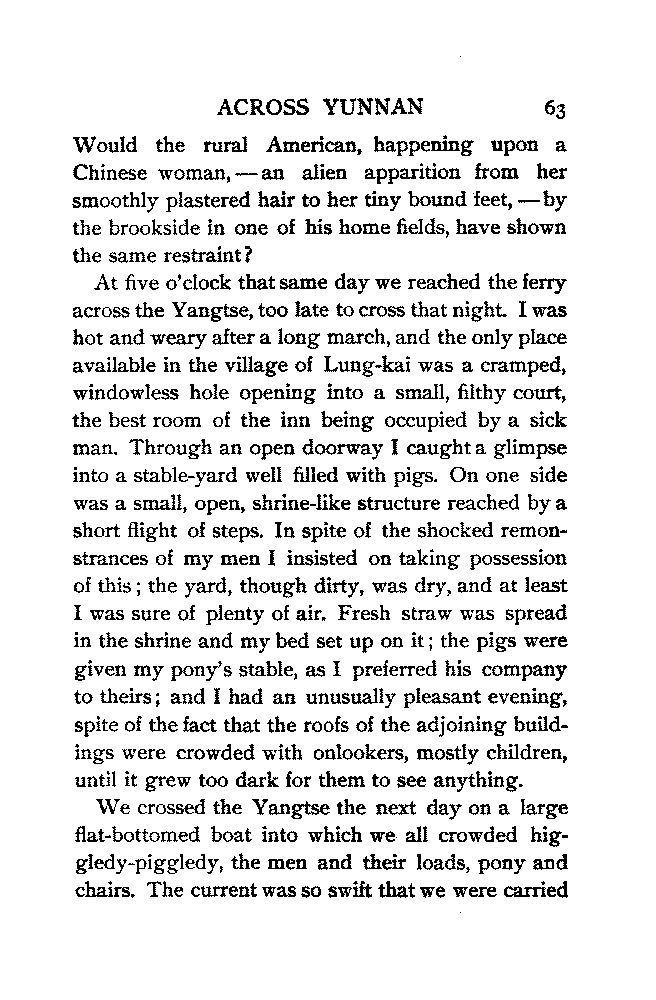 ACROSS YUNNAN 63
Would the rural American, happening upon a
Chinese woman, — an alien apparition from her
smoothly plastered hair to her tiny bound feet, — by
the brookside in one of his home fields, have shown
the same restraint?
At five o'clock that same day we reached the ferry
across the Yangtse, too late to cross that night. I was
hot and weary after a long march, and the only place
available in the village of Lung-kai was a cramped,
windowless hole opening into a small, filthy court,
the best room of the inn being occupied by a sick
man. Through an open doorway I caught a glimpse
into a stable-yard well filled with pigs. On one side
was a small, open, shrine-like structure reached by a
short flight of steps. In spite of the shocked remon-
strances of my men I insisted on taking possession
of this; the yard, though dirty, was dry, and at least
I was sure of plenty of air. Fresh straw was spread
in the shrine and my bed set up on it; the pigs were
given my pony's stable, as I preferred his company
to theirs; and I had an unusually pleasant evening,
spite of the fact that the roofs of the adjoining build-
ings were crowded with onlookers, mostly children,
until it grew too dark for them to see anything.
We crossed the Yangtse the next day on a large
flat-bottomed boat into which we all crowded hig-
gledy-piggledy, the men and their loads, pony and
chairs. The current was so swift that we were carried